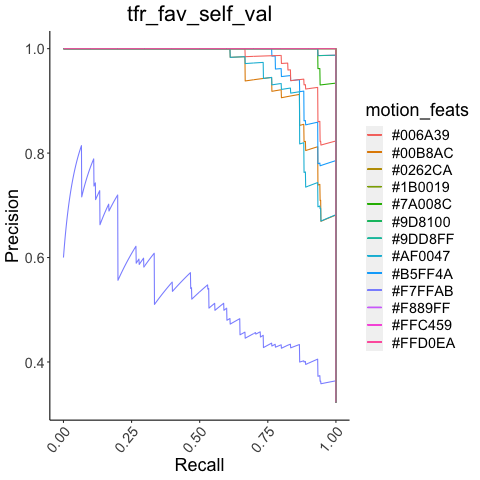 tfr_fav_self_val
Precision
1.0
0.8
0.6
0.4
0.00
0.25
0.50
0.75
1.00
Recall
motion_feats
#006A39
#00B8AC
#0262CA
#1B0019
#7A008C
#9D8100
#9DD8FF
#AF0047
#B5FF4A
#F7FFAB
#F889FF
#FFC459
#FFD0EA